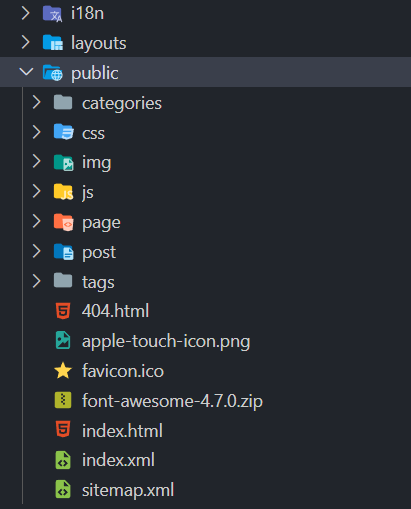 i18n
layouts
public
categories
css
img
js
page
post
tags
404.html
apple-touch-icon.png
favicon.ico
font-awesome-4.7.0.zip
index.html
index.xml
sitemap.xml